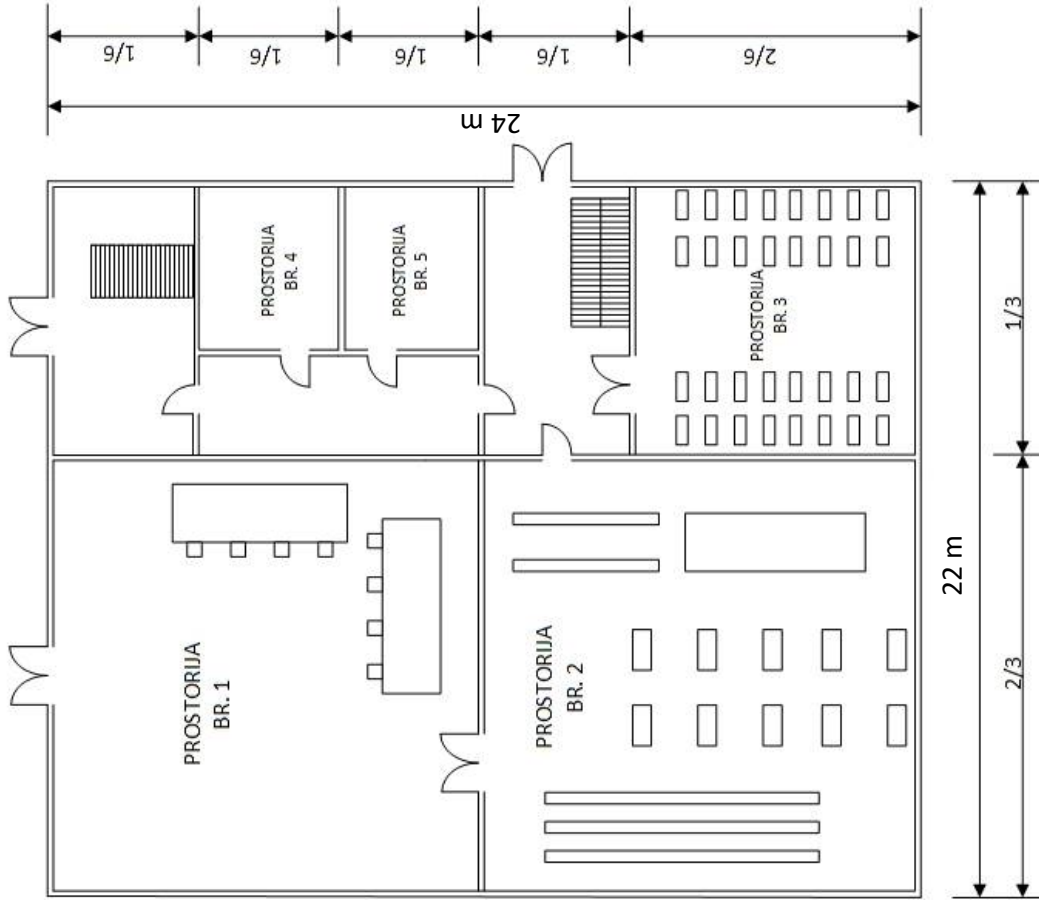 1/6
1/6
1/6
1/6
2/6
24 m
PROSTORIJA
BR. 4
PROSTORIJA
BR. 5
PROSTORIJA
BR. 3
PROSTORIJA
BR. 1
PROSTORIJA
BR. 2
22 m
1/3
2/3